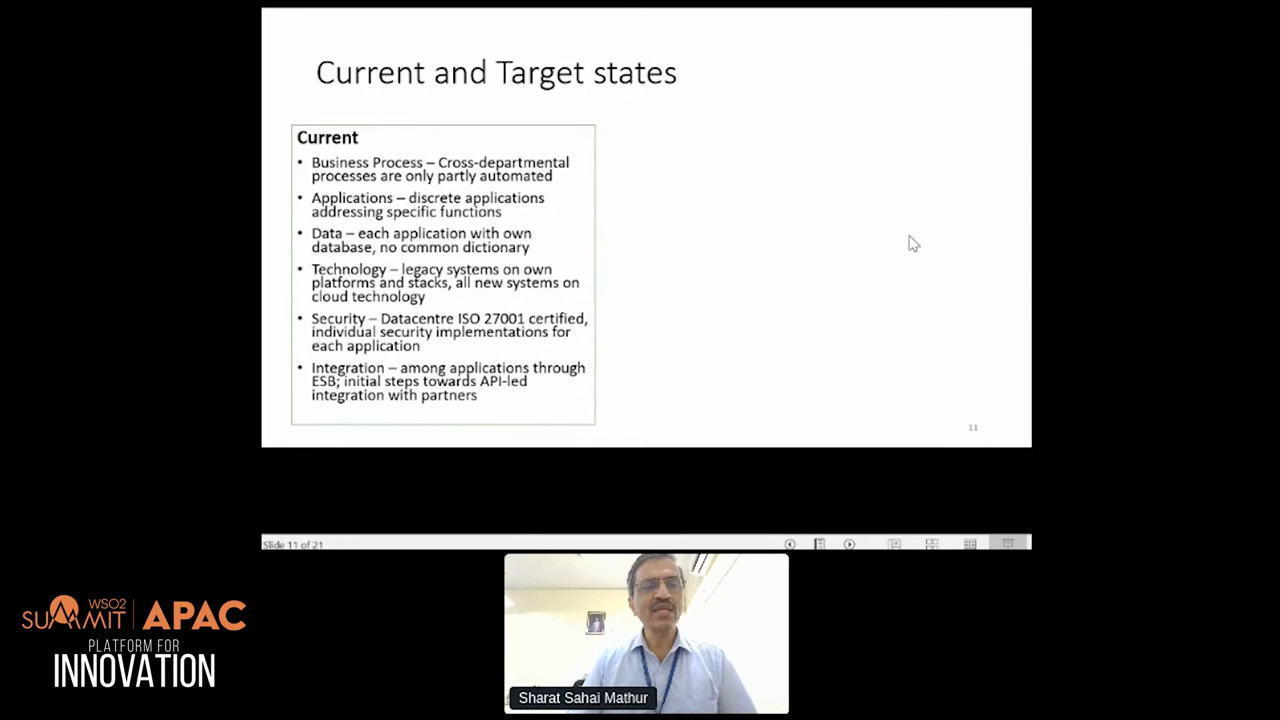 Current and Target states
Current
• Business Process – Cross-departmental
processes are only partly automated
• Applications – discrete applications
addressing specific functions
• Data – each application with own
database, no common dictionary
• Technology – legacy systems on own
platforms and stacks, all new systems on
cloud technology
• Security – Datacentre ISO 27001 certified,
individual security implementations for
each application
• Integration – among applications through
ESB; initial steps towards API-led
integration with partners
11
Slide 11 of 21
WSO2
SUMMIT APAC
PLATFORM FOR
INNOVATION
Sharat Sahai Mathur